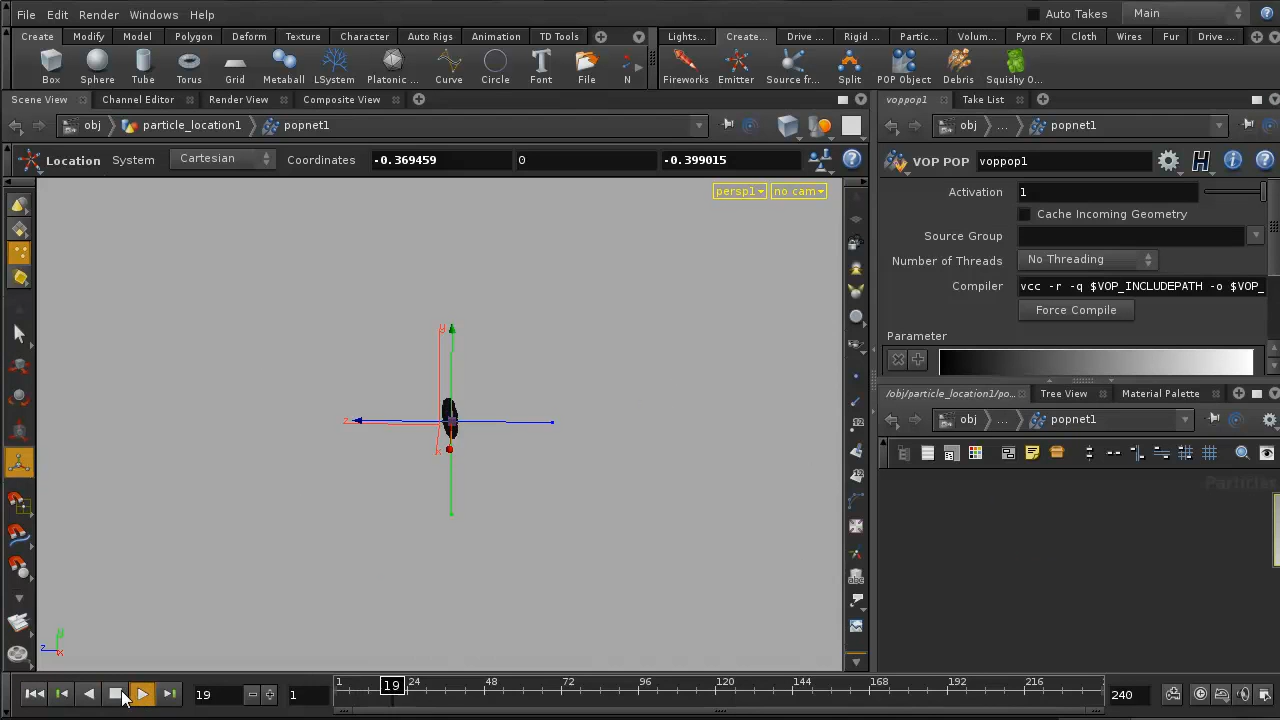 File Edit Render Windows Help Auto Takes Main
Create Modify Model Polygon Deform Texture Character Auto Rigs Animation TD Tools Lights... Create... Drive ... Rigid ... Partic... Volum... Pyro FX Cloth Wires Fur Drive ...
Box Sphere Tube Torus Grid Metaball LSystem Platonic ... Curve Circle Font File N Fireworks Emitter Source fr... Split POP Object Debris Squishy O...
Scene View Channel Editor Render View Composite View voppop1 Take List
obj particle_location1 popnet1 obj ... popnet1
Location System Cartesian Coordinates -0.369459 0 -0.399015 VOP POP voppop1
persp1 no cam
Activation 1
Cache Incoming Geometry
Source Group
Number of Threads No Threading
Compiler vcc -r -q $VOP_INCLUDEPATH -o $VOP_
Force Compile
Parameter
/obj/particle_location1/po... Tree View Material Palette
obj ... popnet1
Particles
y
z
x
y
z x
19 1 1 19 24 48 72 96 120 144 168 192 216 240